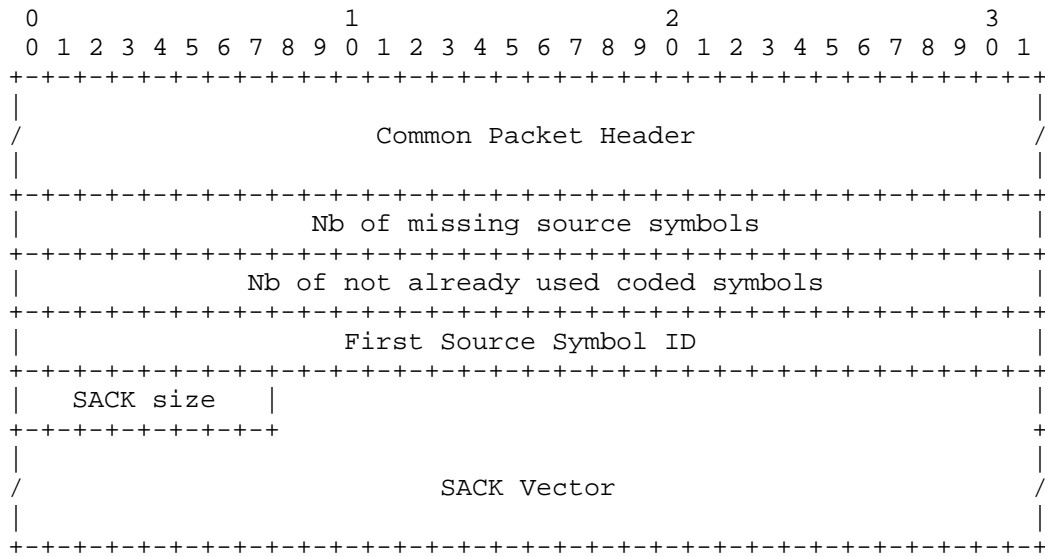 0                   1                   2                   3
 0 1 2 3 4 5 6 7 8 9 0 1 2 3 4 5 6 7 8 9 0 1 2 3 4 5 6 7 8 9 0 1
+-+-+-+-+-+-+-+-+-+-+-+-+-+-+-+-+-+-+-+-+-+-+-+-+-+-+-+-+-+-+-+-+
|                                                               |
/                      Common Packet Header                     /
|                                                               |
+-+-+-+-+-+-+-+-+-+-+-+-+-+-+-+-+-+-+-+-+-+-+-+-+-+-+-+-+-+-+-+-+
|                  Nb of missing source symbols                 |
+-+-+-+-+-+-+-+-+-+-+-+-+-+-+-+-+-+-+-+-+-+-+-+-+-+-+-+-+-+-+-+-+
|              Nb of not already used coded symbols             |
+-+-+-+-+-+-+-+-+-+-+-+-+-+-+-+-+-+-+-+-+-+-+-+-+-+-+-+-+-+-+-+-+
|                    First Source Symbol ID                     |
+-+-+-+-+-+-+-+-+-+-+-+-+-+-+-+-+-+-+-+-+-+-+-+-+-+-+-+-+-+-+-+-+
|   SACK size   |                                               |
+-+-+-+-+-+-+-+-+                                               +
|                                                               |
/                          SACK Vector                          /
|                                                               |
+-+-+-+-+-+-+-+-+-+-+-+-+-+-+-+-+-+-+-+-+-+-+-+-+-+-+-+-+-+-+-+-+